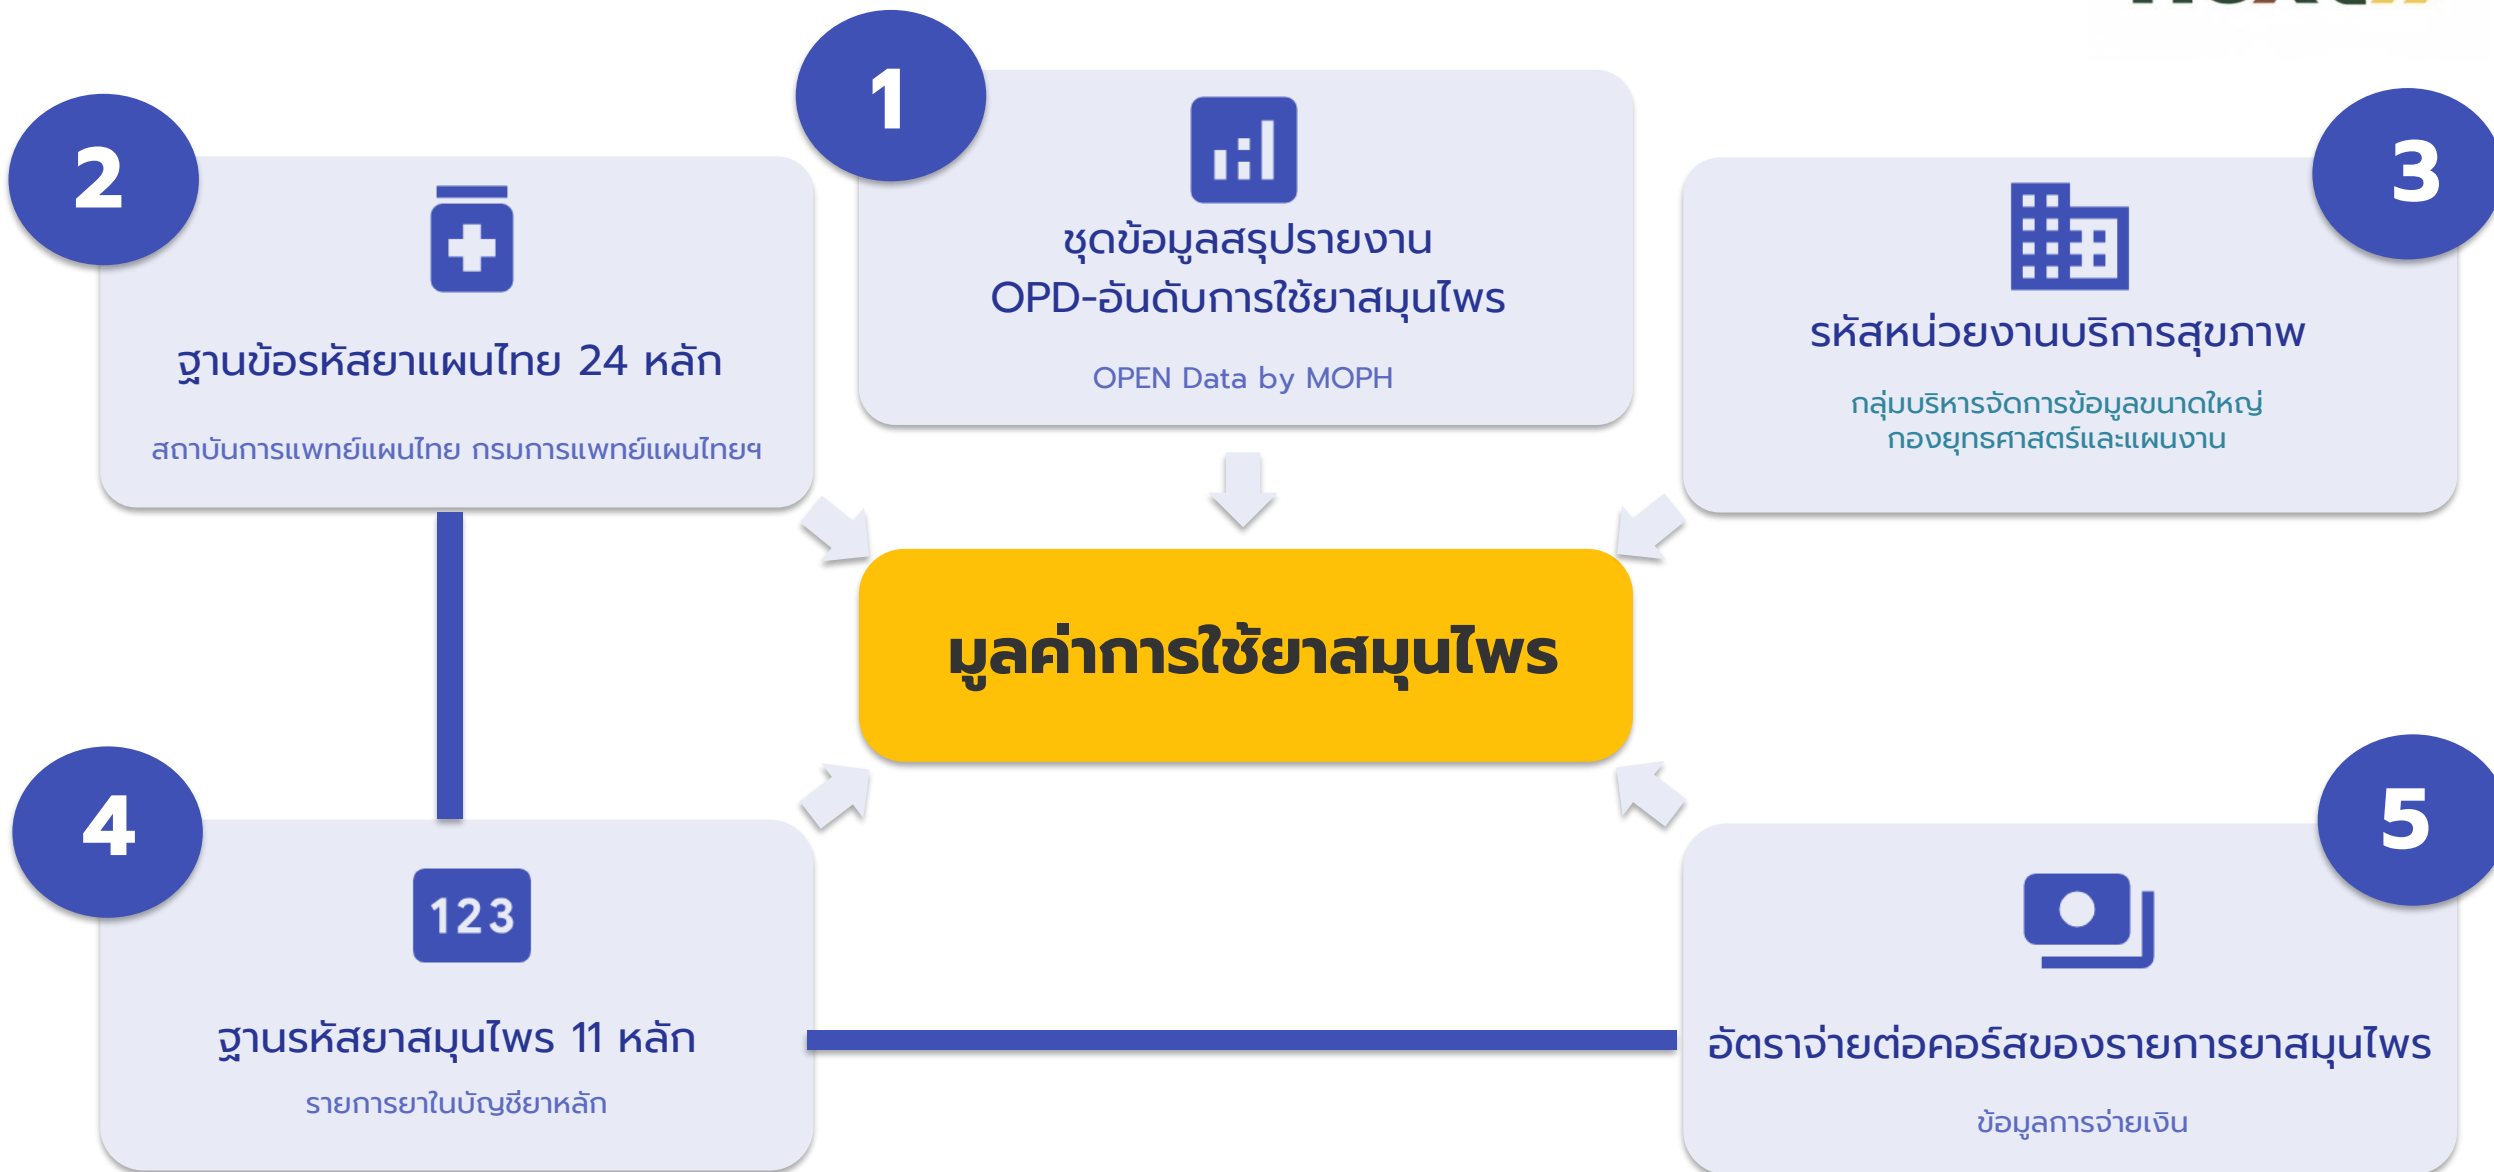 1
ชุดข้อมูลสรุปรายงาน
OPD-อันดับการใช้ยาสมุนไพร
OPEN Data by MOPH
2
ฐานข้อรหัสยาแผนไทย 24 หลัก
สถาบันการแพทย์แผนไทย กรมการแพทย์แผนไทยฯ
3
รหัสหน่วยงานบริการสุขภาพ
กลุ่มบริหารจัดการข้อมูลขนาดใหญ่
กองยุทธศาสตร์และแผนงาน
มูลค่าการใช้ยาสมุนไพร
4
123
ฐานรหัสยาสมุนไพร 11 หลัก
รายการยาในบัญชียาหลัก
5
อัตราจ่ายต่อคอร์สของรายการยาสมุนไพร
ข้อมูลการจ่ายเงิน